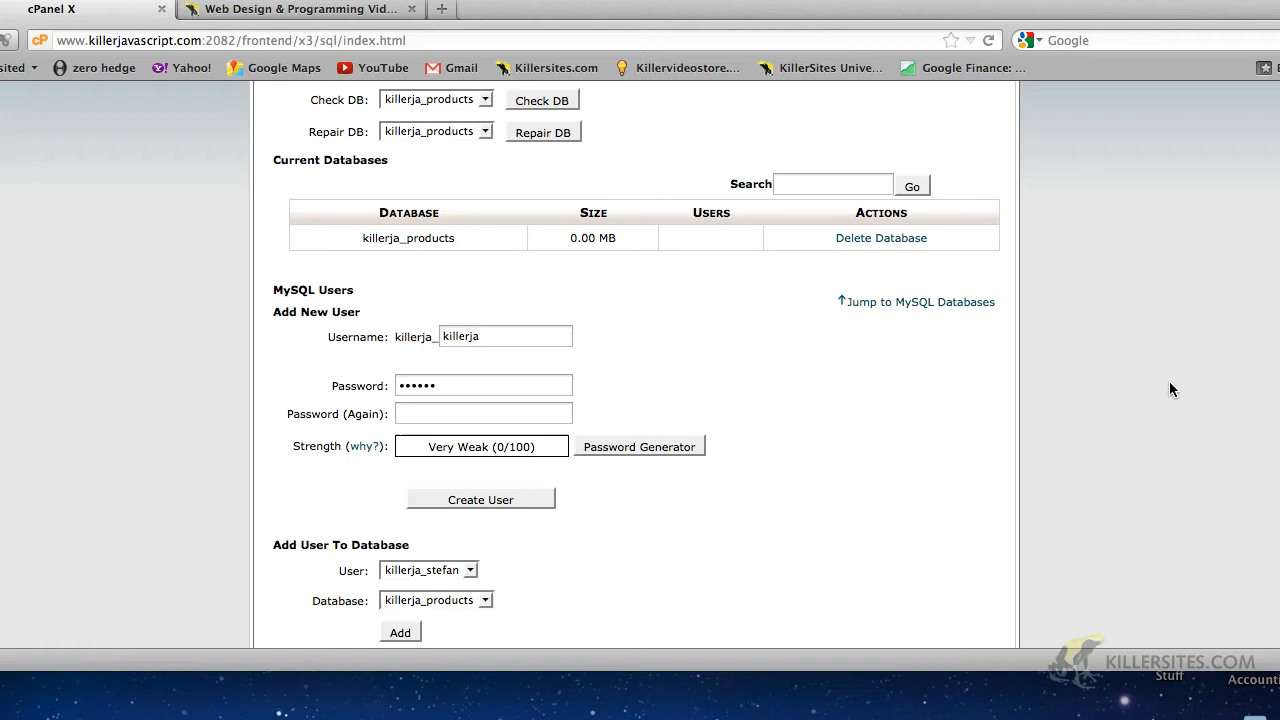 cPanel X
Web Design & Programming Vid...
www.killerjavascript.com:2082/frontend/x3/sql/index.html
Google
sited
zero hedge
Yahoo!
Google Maps
YouTube
Gmail
Killersites.com
Killervideostore....
KillerSites Unive...
Google Finance: ...
Check DB: killerja_products Check DB
Repair DB: killerja_products Repair DB
Current Databases
Search Go
DATABASE SIZE USERS ACTIONS
killerja_products 0.00 MB Delete Database
MySQL Users
Jump to MySQL Databases
Add New User
Username: killerja_ killerja
Password: ••••••
Password (Again):
Strength (why?): Very Weak (0/100) Password Generator
Create User
Add User To Database
User: killerja_stefan
Database: killerja_products
Add
KILLERSITES.COM
Stuff
Accounti